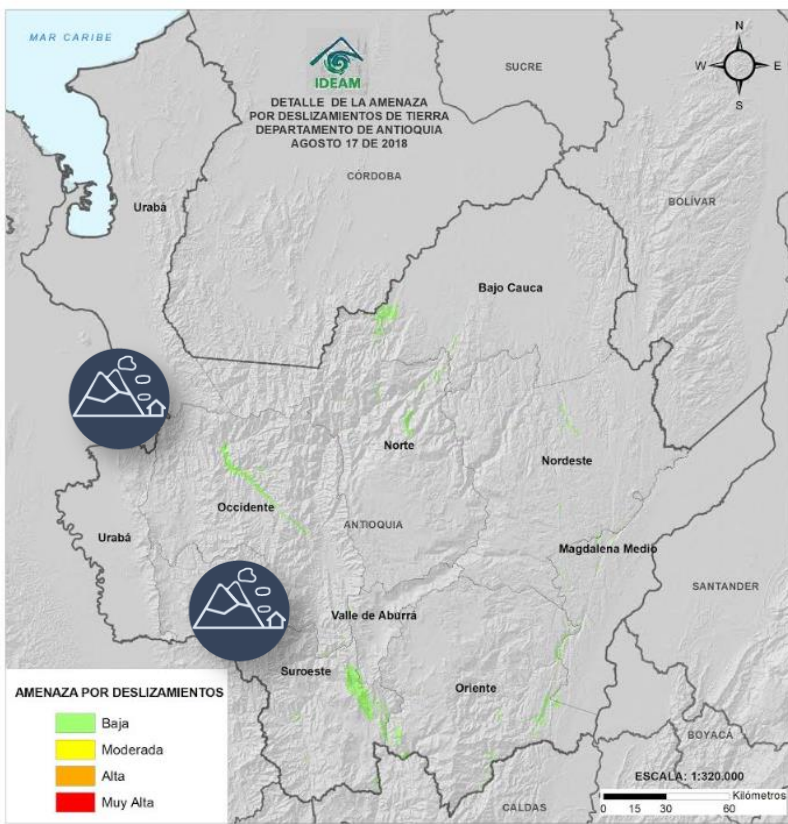 MAR CARIBE
IDEAM
DETALLE DE LA AMENAZA
POR DESLIZAMIENTOS DE TIERRA
DEPARTAMENTO DE ANTIOQUIA
AGOSTO 17 DE 2018
SUCRE
N
W
E
S
CÓRDOBA
BOLÍVAR
Urabá
Bajo Cauca
Norte
Nordeste
Occidente
ANTIOQUIA
Urabá
Magdalena Medio
SANTANDER
Valle de Aburrá
Suroeste
Oriente
BOYACÁ
CALDAS
AMENAZA POR DESLIZAMIENTOS
Baja
Moderada
Alta
Muy Alta
ESCALA: 1:320.000
Kilómetros
0 15 30 60